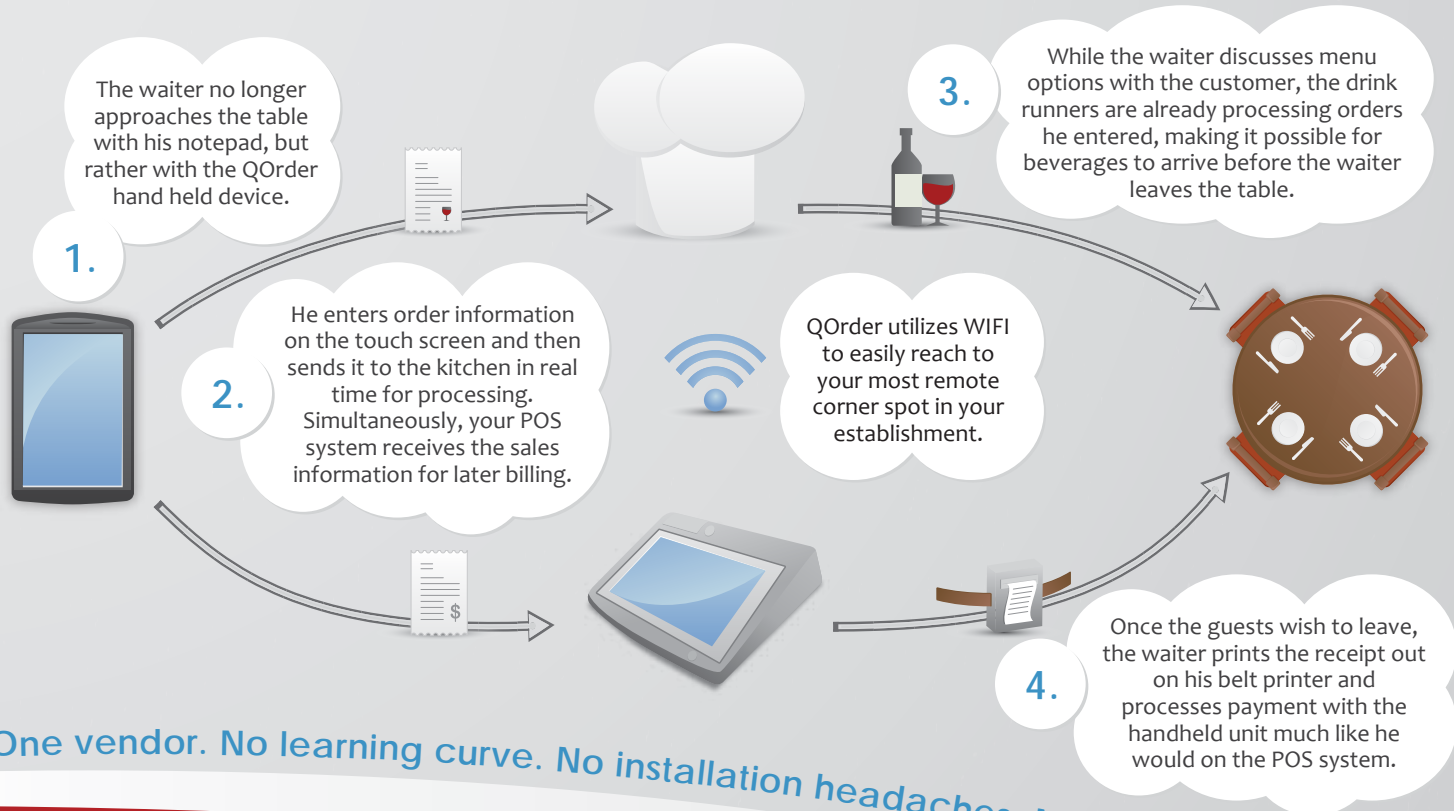 1.
The waiter no longer
approaches the table
with his notepad, but
rather with the QOrder
hand held device.
2.
He enters order information
on the touch screen and then
sends it to the kitchen in real
time for processing.
Simultaneously, your POS
system receives the sales
information for later billing.
$
QOrder utilizes WIFI
to easily reach to
your most remote
corner spot in your
establishment.
3.
While the waiter discusses menu
options with the customer, the drink
runners are already processing orders
he entered, making it possible for
beverages to arrive before the waiter
leaves the table.
4.
Once the guests wish to leave,
the waiter prints the receipt out
on his belt printer and
processes payment with the
handheld unit much like he
would on the POS system.
One vendor. No learning curve. No installation headaches.